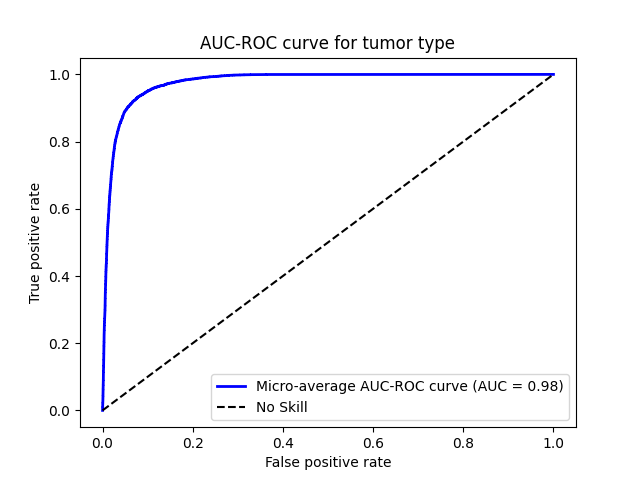 AUC-ROC curve for tumor type
1.0
0.8
0.6
0.4
0.2
0.0
True positive rate
Micro-average AUC-ROC curve (AUC = 0.98)
No Skill
0.0 0.2 0.4 0.6 0.8 1.0
False positive rate